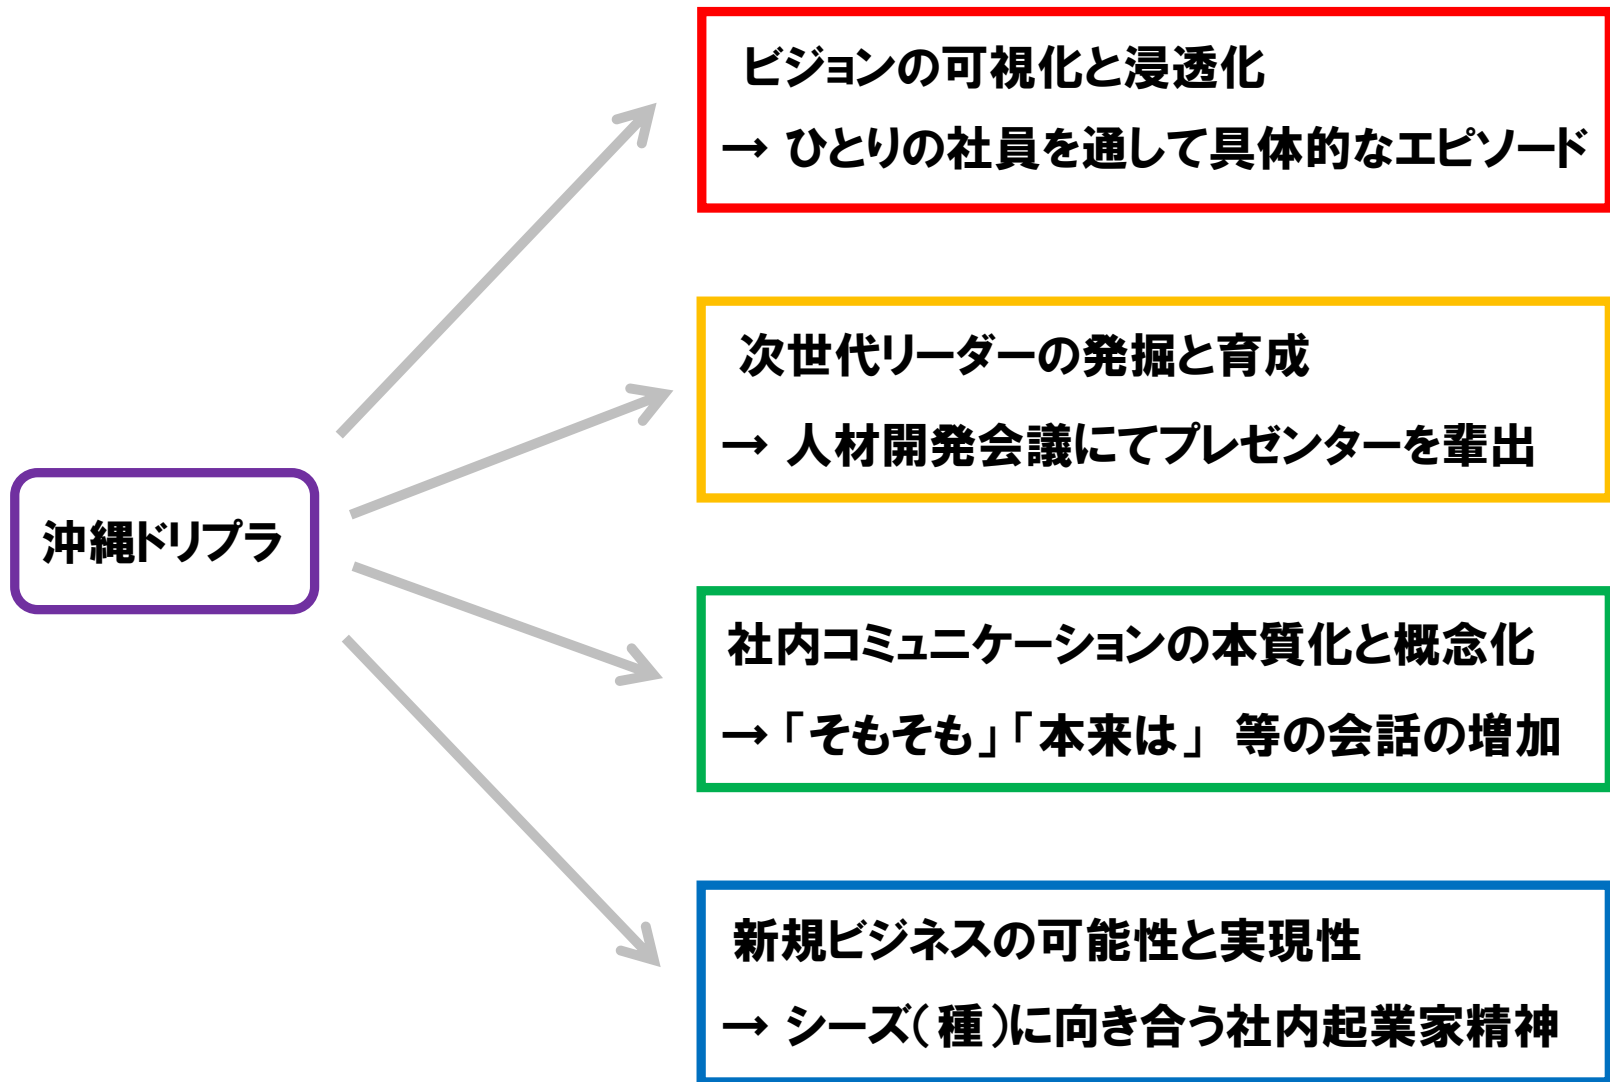 ビジョンの可視化と浸透化
→ ひとりの社員を通して具体的なエピソード
次世代リーダーの発掘と育成
→ 人材開発会議にてプレゼンターを輩出
沖縄ドリプラ
社内コミュニケーションの本質化と概念化
→「そもそも」「本来は」 等の会話の増加
新規ビジネスの可能性と実現性
→ シーズ(種)に向き合う社内起業家精神